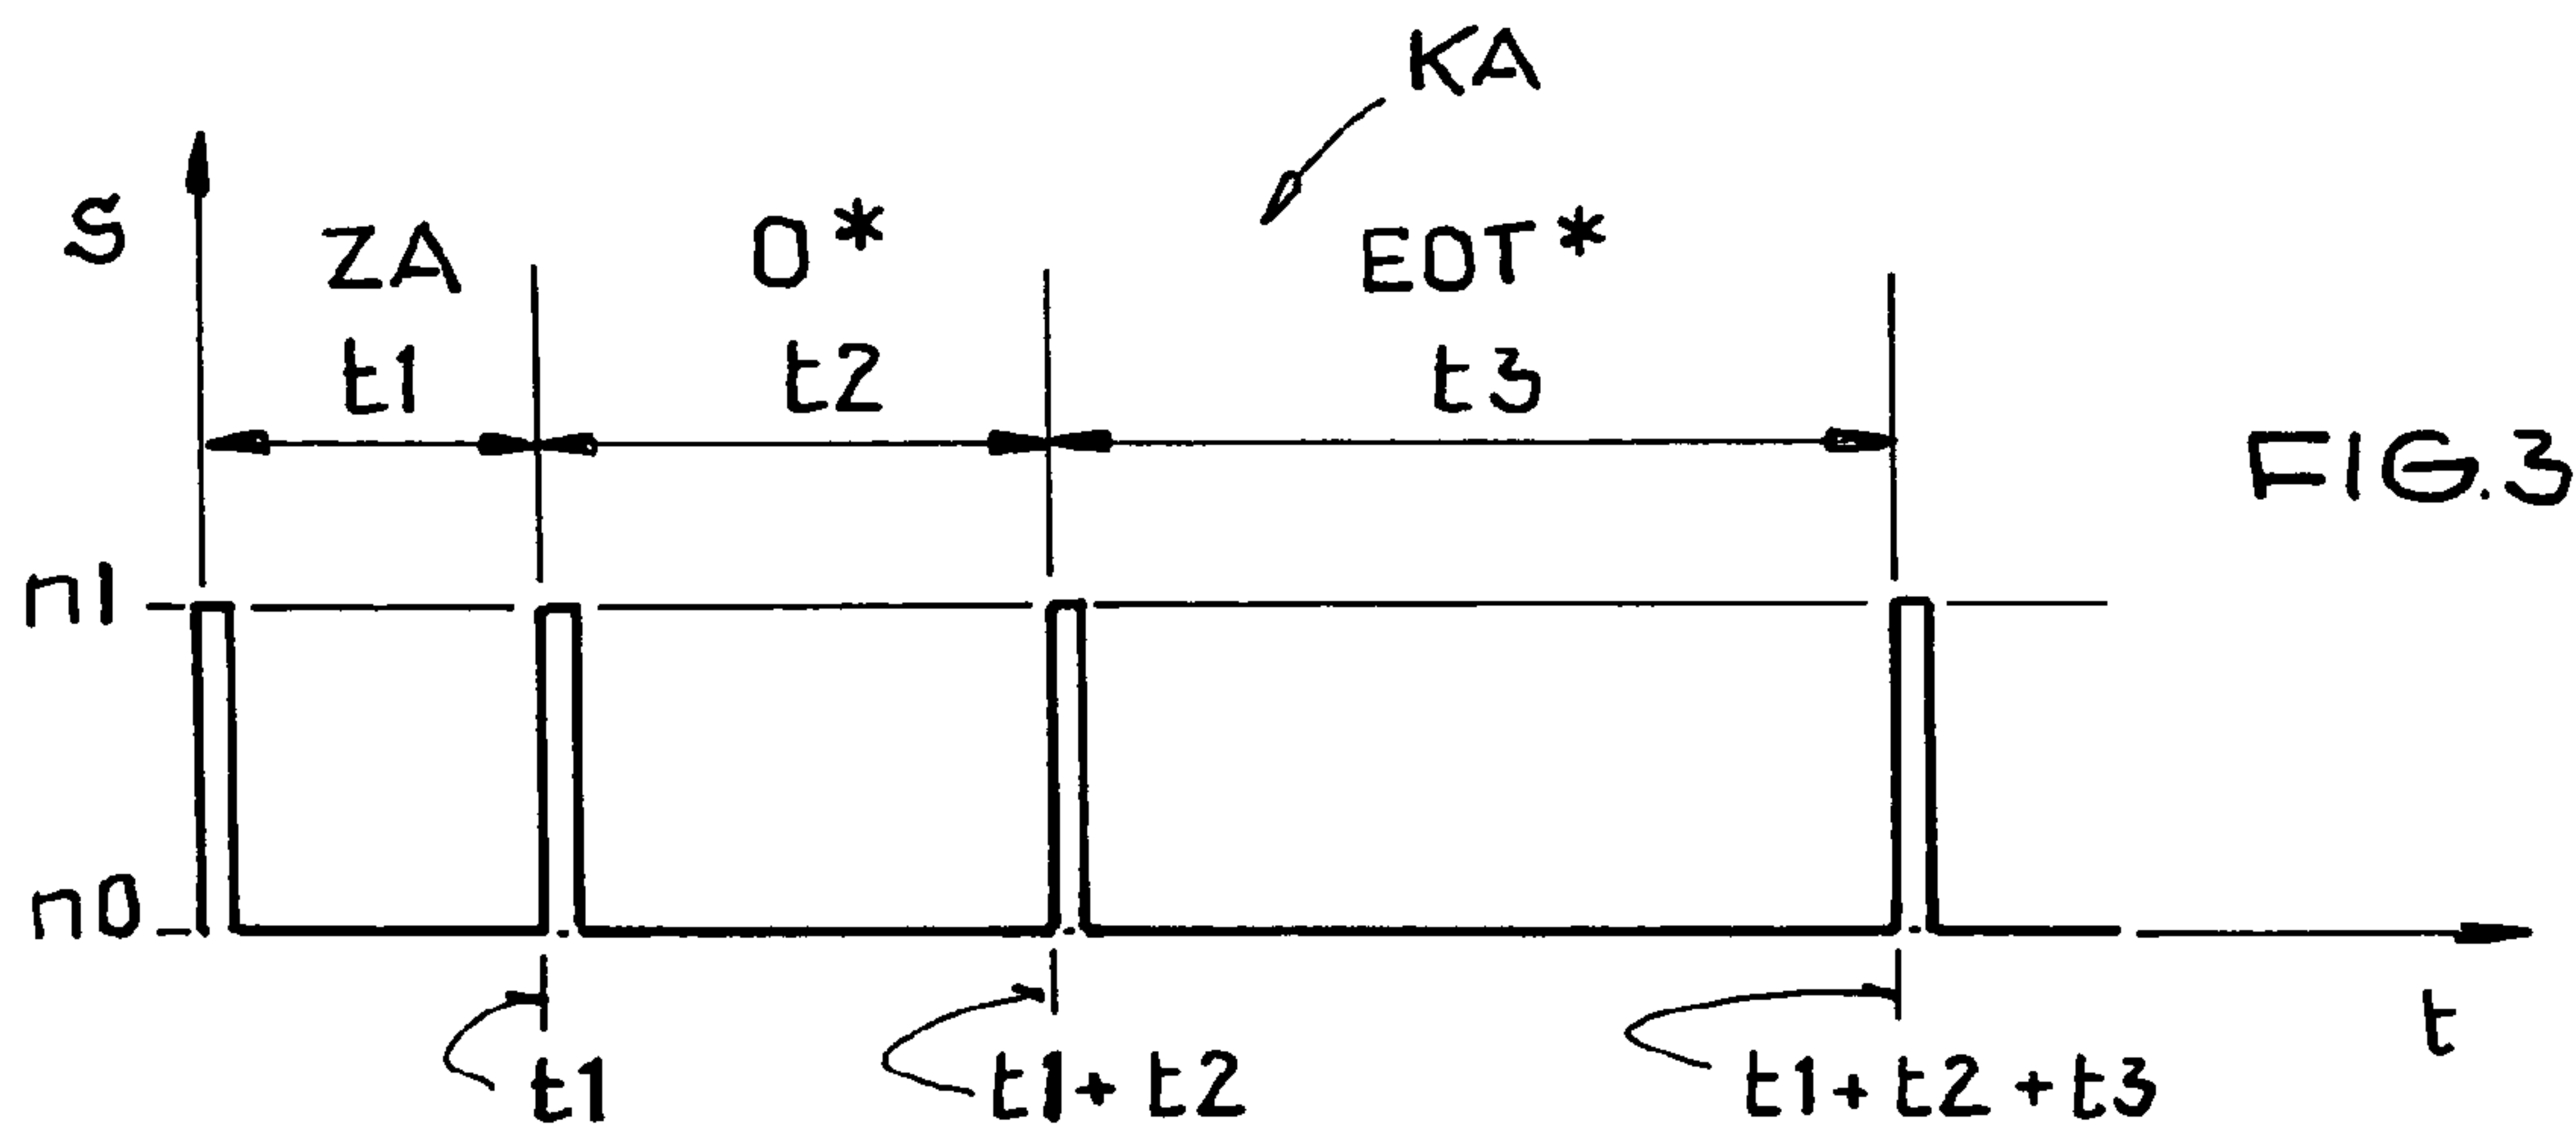 KA
S
ZA
O*
EOT*
t1
t2
t3
FIG.3
n1
n0
t
t1
t1+t2
t1+t2+t3